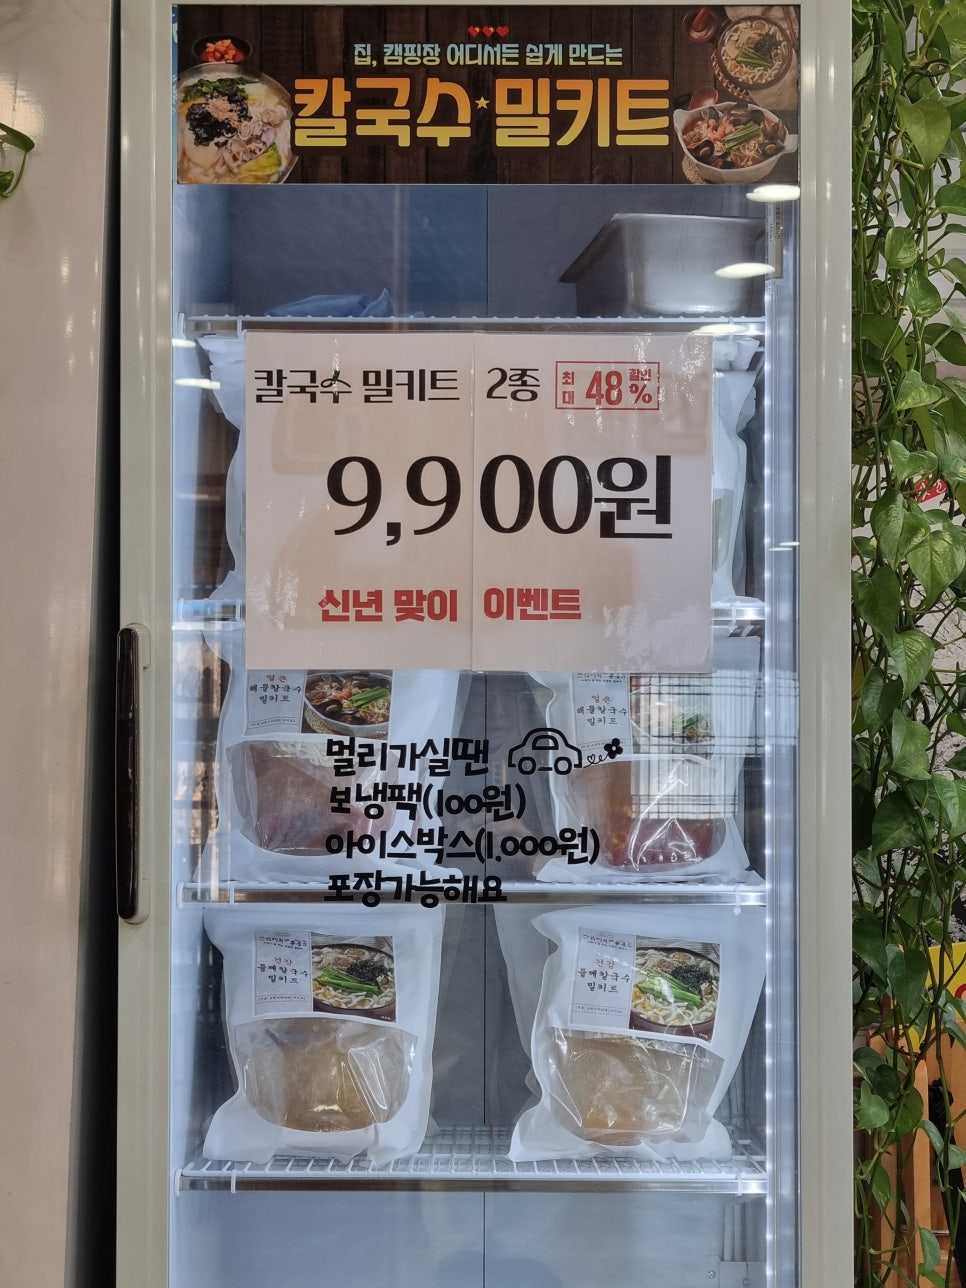 집, 캠핑장 어디서든 쉽게 만드는
칼국수★밀키트
칼국수 밀키트 2종 최대 48% 할인
9,900원
신년 맞이 이벤트
얼큰
해물칼국수
밀키트
얼큰
해물칼국수
밀키트
멀리가실땐
보냉팩(100원)
아이스박스(1,000원)
포장가능해요
건강
들깨칼국수
밀키트
건강
들깨칼국수
밀키트